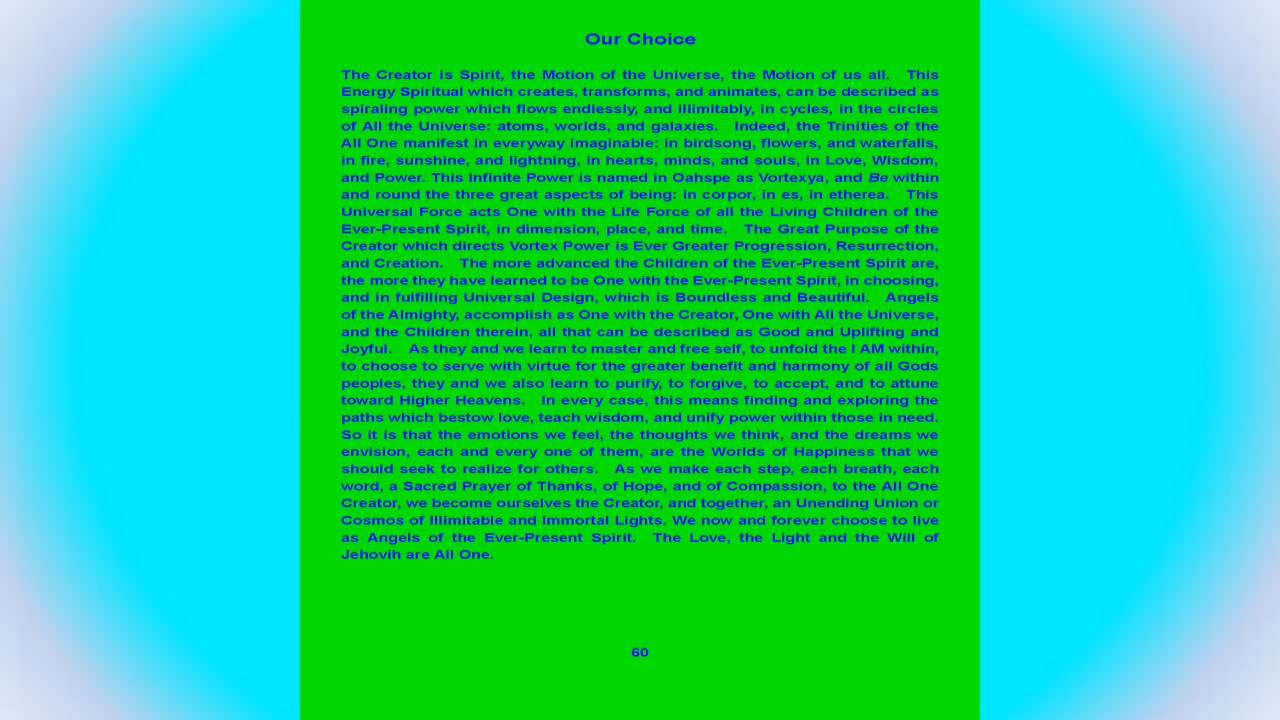 Our Choice
The Creator is Spirit, the Motion of the Universe, the Motion of us all. This
Energy Spiritual which creates, transforms, and animates, can be described as
spiraling power which flows endlessly, and illimitably, in cycles, in the circles
of All the Universe: atoms, worlds, and galaxies. Indeed, the Trinities of the
All One manifest in everyway imaginable: in birdsong, flowers, and waterfalls,
in fire, sunshine, and lightning, in hearts, minds, and souls, in Love, Wisdom,
and Power. This Infinite Power is named in Oahspe as Vortexya, and Be within
and round the three great aspects of being: in corpor, in es, in etherea. This
Universal Force acts One with the Life Force of all the Living Children of the
Ever-Present Spirit, in dimension, place, and time. The Great Purpose of the
Creator which directs Vortex Power is Ever Greater Progression, Resurrection,
and Creation. The more advanced the Children of the Ever-Present Spirit are,
the more they have learned to be One with the Ever-Present Spirit, in choosing,
and in fulfilling Universal Design, which is Boundless and Beautiful. Angels
of the Almighty, accomplish as One with the Creator, One with All the Universe,
and the Children therein, all that can be described as Good and Uplifting and
Joyful. As they and we learn to master and free self, to unfold the I AM within,
to choose to serve with virtue for the greater benefit and harmony of all Gods
peoples, they and we also learn to purify, to forgive, to accept, and to attune
toward Higher Heavens. In every case, this means finding and exploring the
paths which bestow love, teach wisdom, and unify power within those in need.
So it is that the emotions we feel, the thoughts we think, and the dreams we
envision, each and every one of them, are the Worlds of Happiness that we
should seek to realize for others. As we make each step, each breath, each
word, a Sacred Prayer of Thanks, of Hope, and of Compassion, to the All One
Creator, we become ourselves the Creator, and together, an Unending Union or
Cosmos of Illimitable and Immortal Lights. We now and forever choose to live
as Angels of the Ever-Present Spirit. The Love, the Light and the Will of
Jehovih are All One.
60